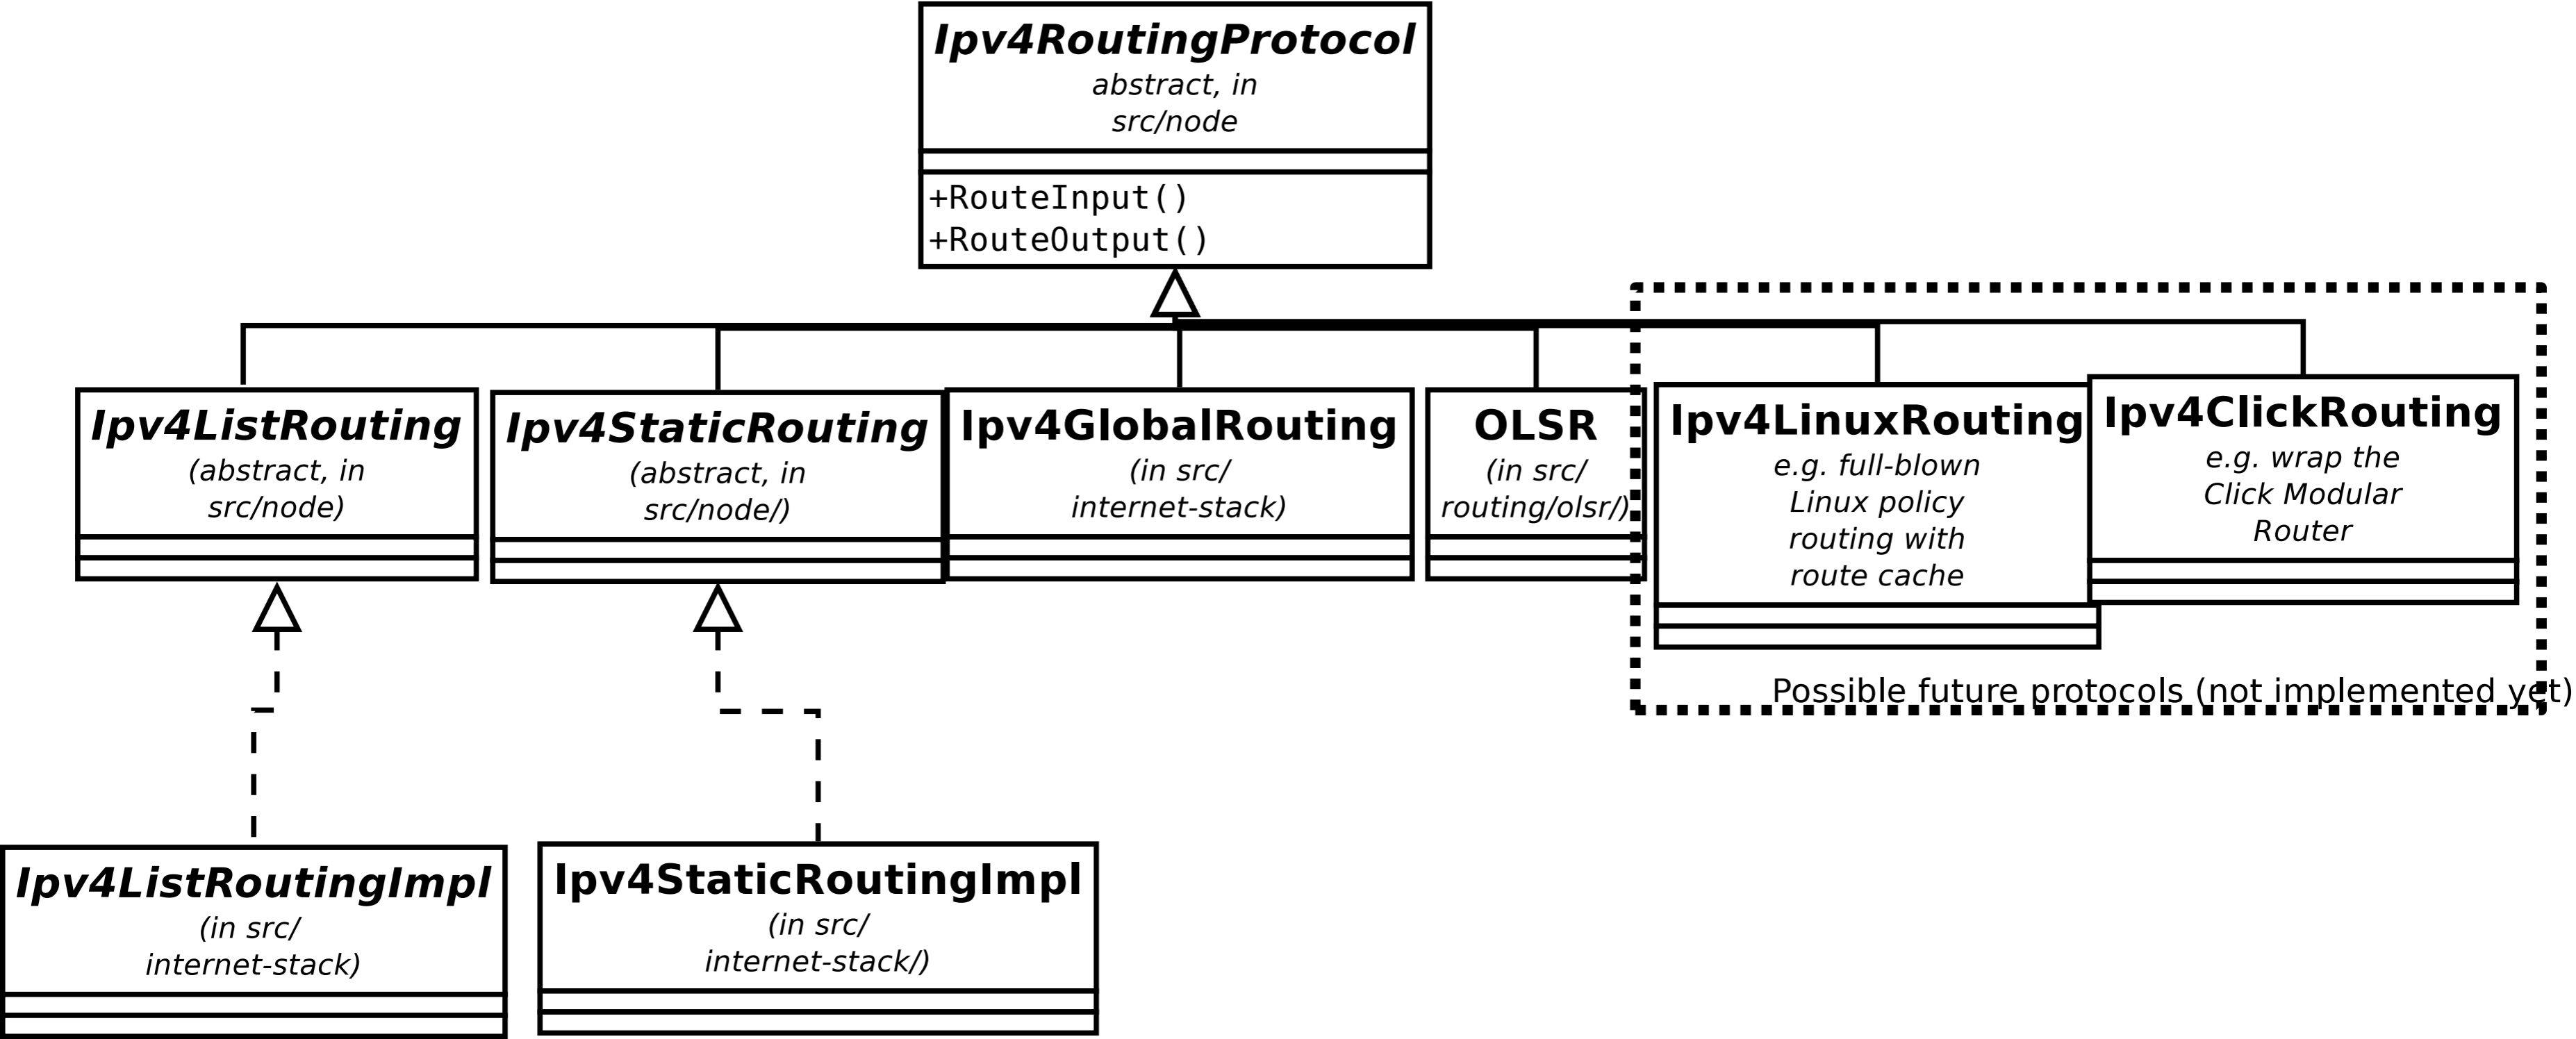 Ipv4RoutingProtocol
abstract, in
src/node
+RouteInput()
+RouteOutput()
Ipv4ListRouting
(abstract, in
src/node)
Ipv4StaticRouting
(abstract, in
src/node/)
Ipv4GlobalRouting
(in src/
internet-stack)
OLSR
(in src/
routing/olsr/)
Ipv4LinuxRouting
e.g. full-blown
Linux policy
routing with
route cache
Ipv4ClickRouting
e.g. wrap the
Click Modular
Router
Possible future protocols (not implemented yet)
Ipv4ListRoutingImpl
(in src/
internet-stack)
Ipv4StaticRoutingImpl
(in src/
internet-stack/)